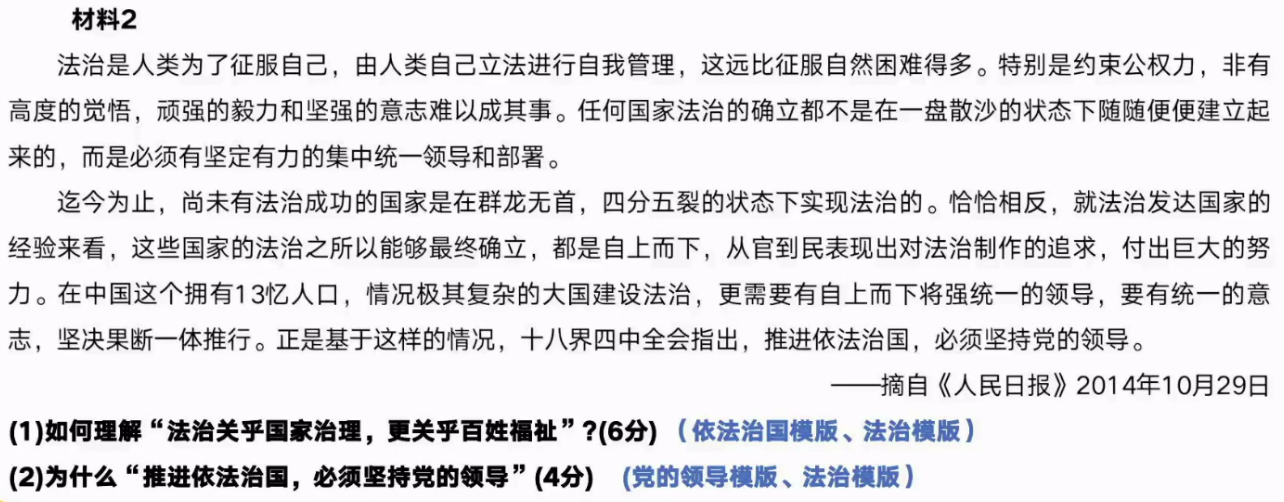 材料2
法治是人类为了征服自己，由人类自己立法进行自我管理，这远比征服自然困难得多。特别是约束公权力，非有
高度的觉悟，顽强的毅力和坚强的意志难以成其事。任何国家法治的确立都不是在一盘散沙的状态下随随便便建立起
来的，而是必须有坚定有力的集中统一领导和部署。
迄今为止，尚未有法治成功的国家是在群龙无首，四分五裂的状态下实现法治的。恰恰相反，就法治发达国家的
经验来看，这些国家的法治之所以能够最终确立，都是自上而下，从官到民表现出对法治制作的追求，付出巨大的努
力。在中国这个拥有13忆人口，情况极其复杂的大国建设法治，更需要有自上而下将强统一的领导，要有统一的意
志，坚决果断一体推行。正是基于这样的情况，十八界四中全会指出，推进依法治国，必须坚持党的领导。
——摘自《人民日报》2014年10月29日
(1)如何理解“法治关乎国家治理，更关乎百姓福祉”?(6分)（依法治国模版、法治模版）
(2)为什么“推进依法治国，必须坚持党的领导”(4分)（党的领导模版、法治模版）